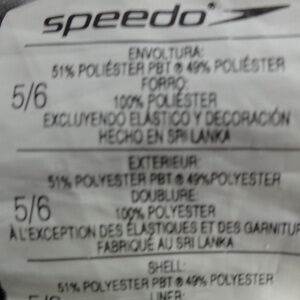 speedo
ENVOLTURA:
51% POLIÉSTER PBT ® 49% POLIÉSTER
FORRO:
5/6
100% POLIÉSTER
EXCLUYENDO ELÁSTICO Y DECORACIÓN
HECHO EN SRI LANKA
EXTERIEUR:
51% POLYESTER PBT ® 49%POLYESTER
DOUBLURE:
5/6
100% POLYESTER
À L'EXCEPTION DES ÉLASTIQUES ET DES GARNITU
FABRIQUÉ AU SRI LANKA
SHELL:
51% POLYESTER PBT ® 49% POLYESTER
LINER: